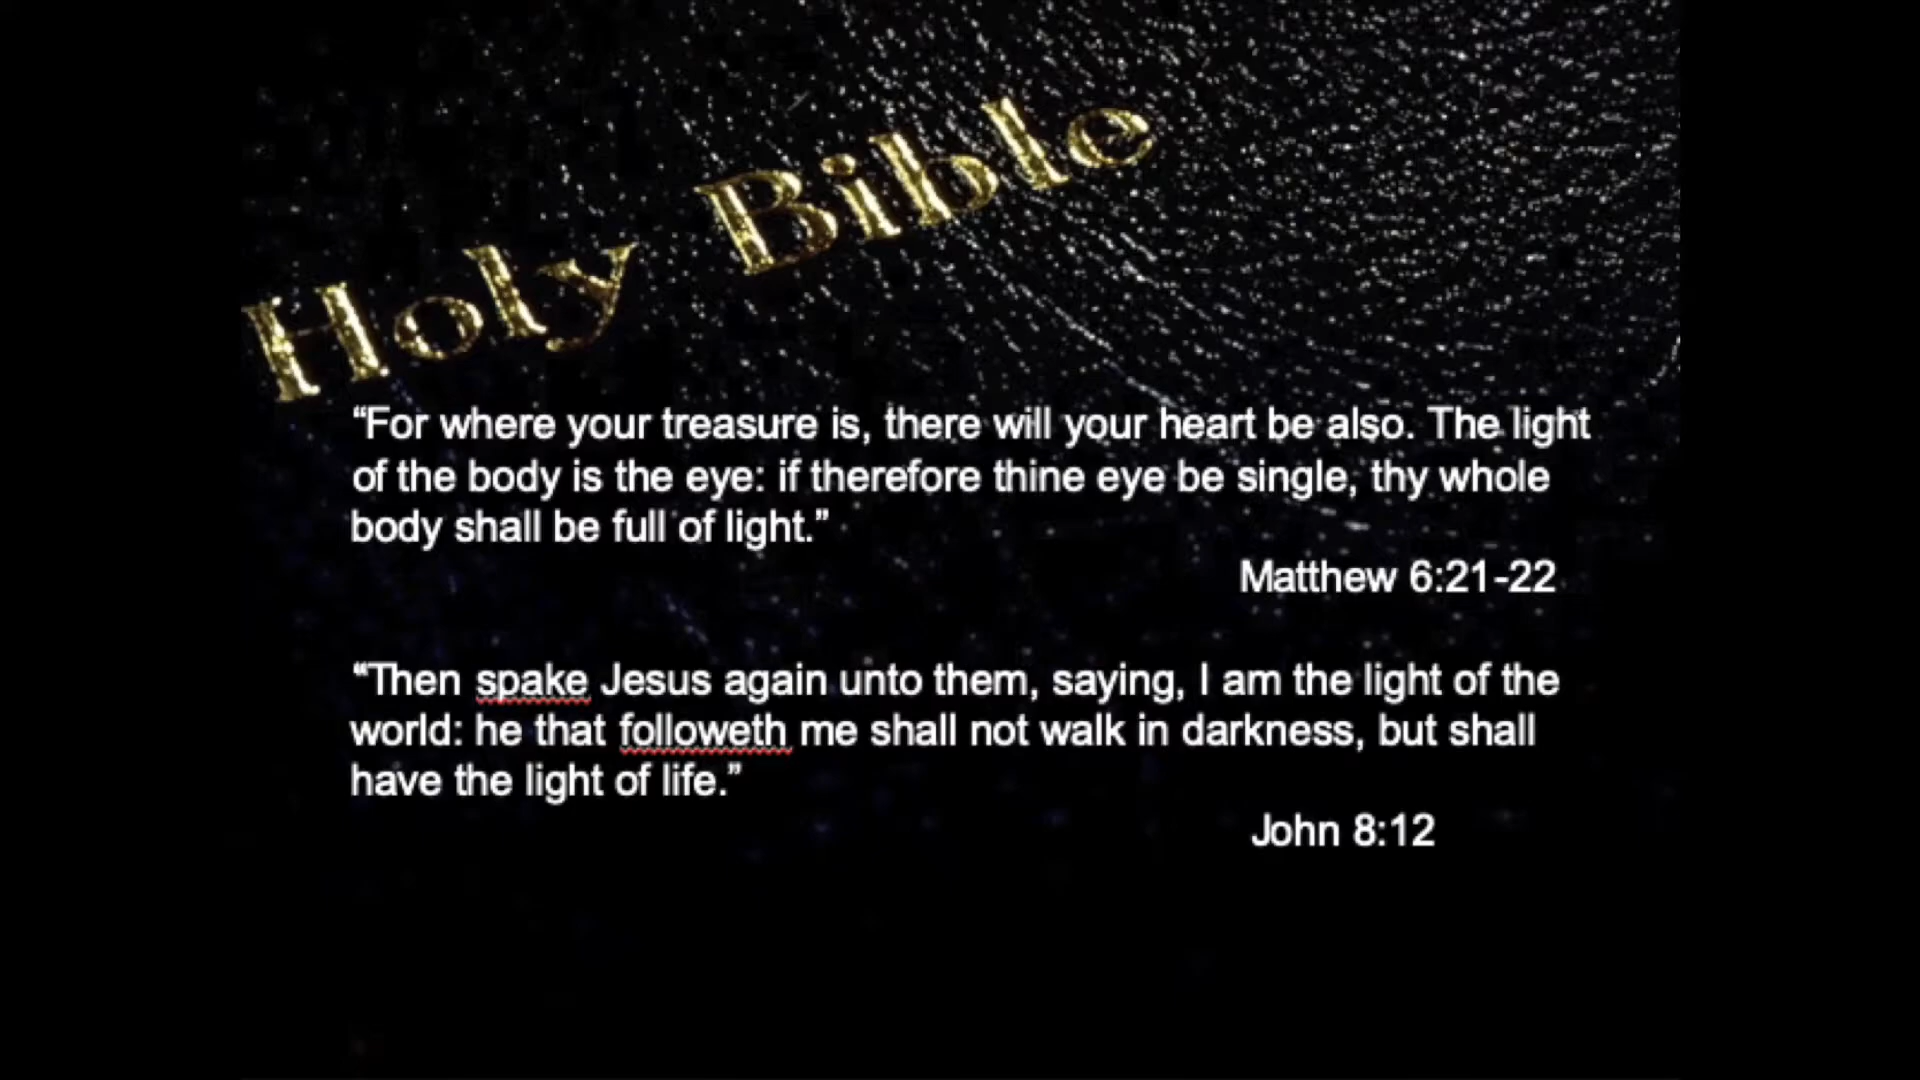 Holy Bible
“For where your treasure is, there will your heart be also. The light
of the body is the eye: if therefore thine eye be single, thy whole
body shall be full of light.”
Matthew 6:21-22
“Then spake Jesus again unto them, saying, I am the light of the
world: he that followeth me shall not walk in darkness, but shall
have the light of life.”
John 8:12